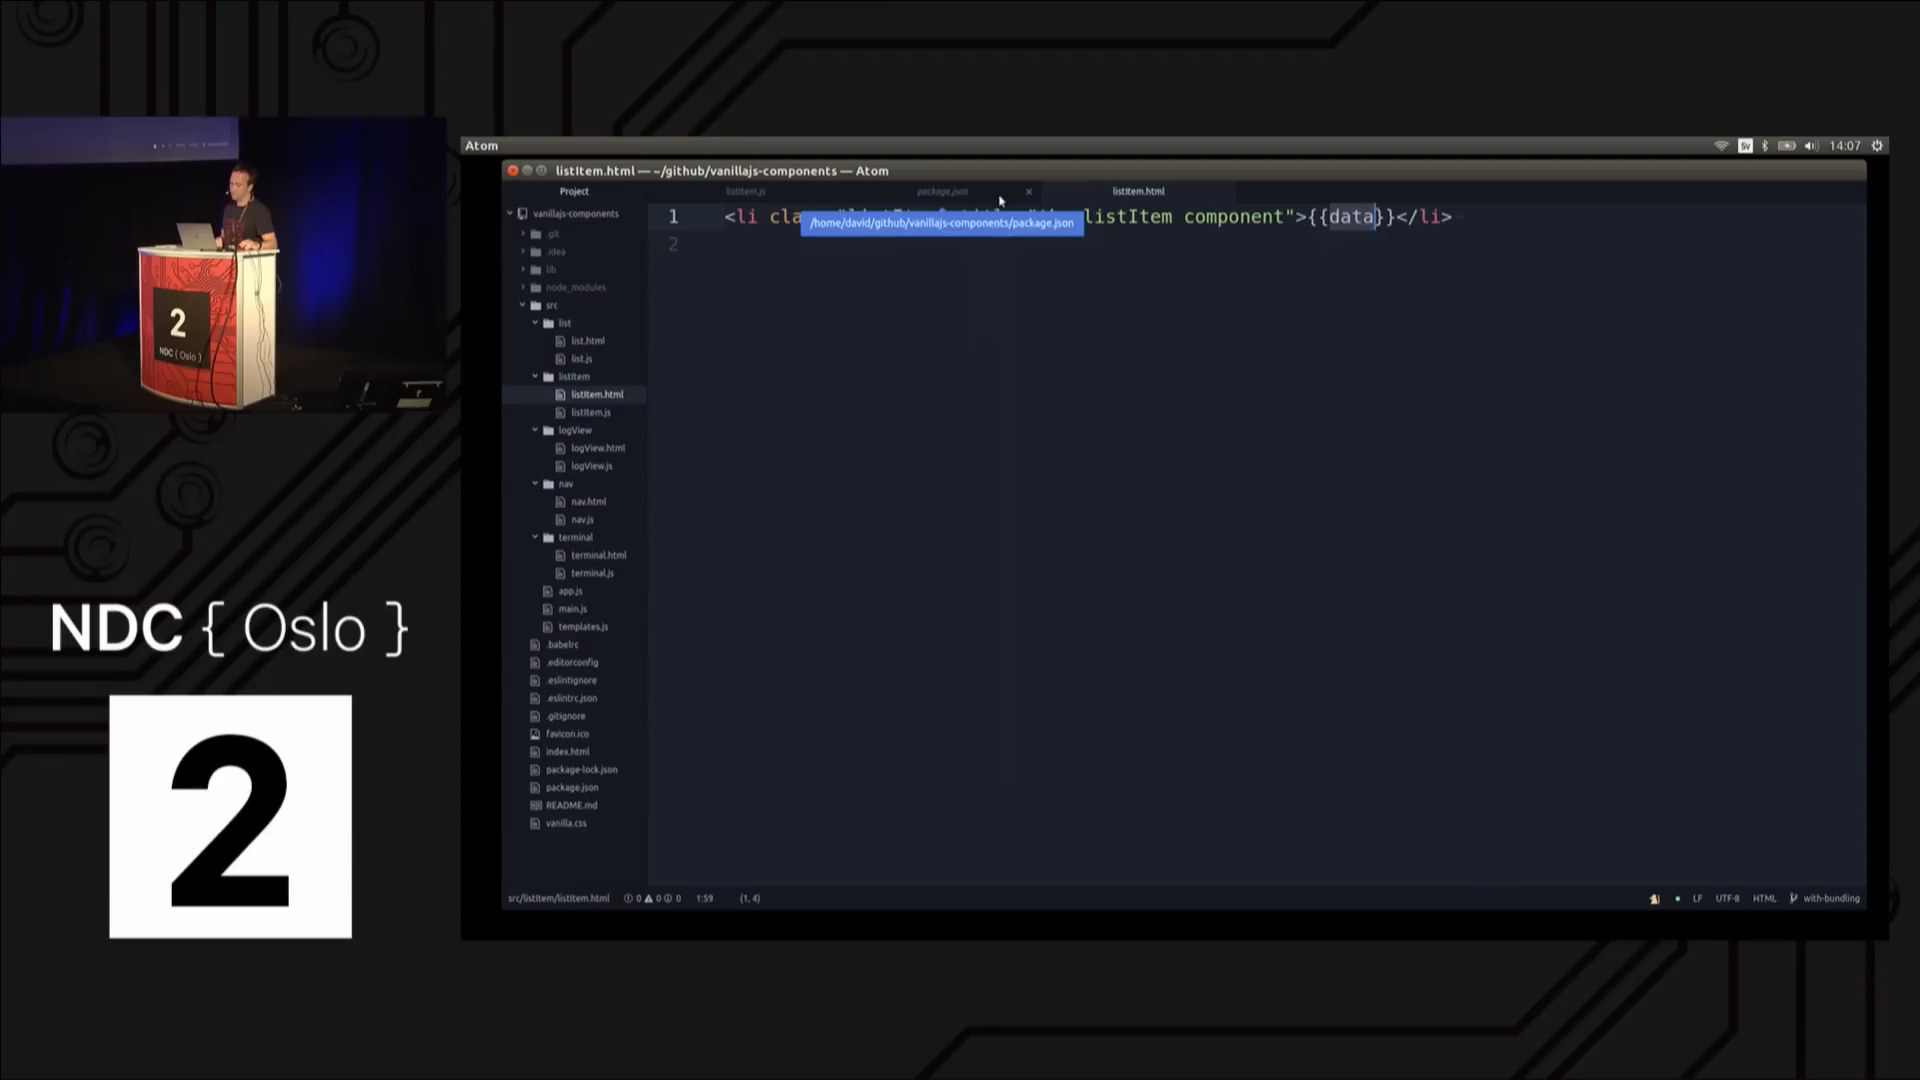 Atom
Sv
14:07
listItem.html — ~/github/vanillajs-components — Atom
Project
listItem.js
package.json
listItem.html
1 <li cla listItem component">{{data}}</li>
/home/david/github/vanillajs-components/package.json
2
vanillajs-components
.git
.idea
lib
node_modules
src
list
list.html
list.js
listItem
listItem.html
listItem.js
logView
logView.html
logView.js
nav
nav.html
nav.js
terminal
terminal.html
terminal.js
app.js
main.js
templates.js
.babelrc
.editorconfig
.eslintignore
.eslintrc.json
.gitignore
favicon.ico
index.html
package-lock.json
package.json
README.md
vanilla.css
src/listItem/listItem.html 0 0 0 1:59 (1, 4)
LF UTF-8 HTML with-bundling
2
NDC { Oslo }
NDC { Oslo }
2